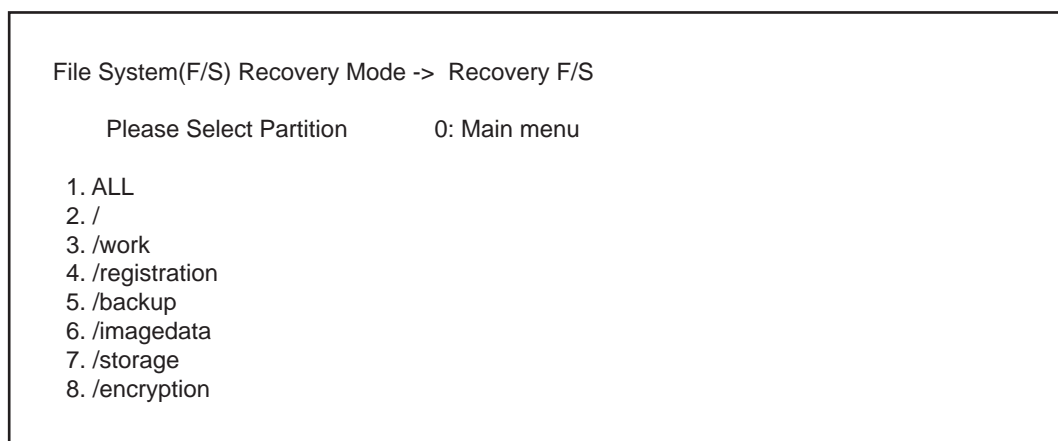 File System(F/S) Recovery Mode -> Recovery F/S
Please Select Partition 0: Main menu
1. ALL
2. /
3. /work
4. /registration
5. /backup
6. /imagedata
7. /storage
8. /encryption